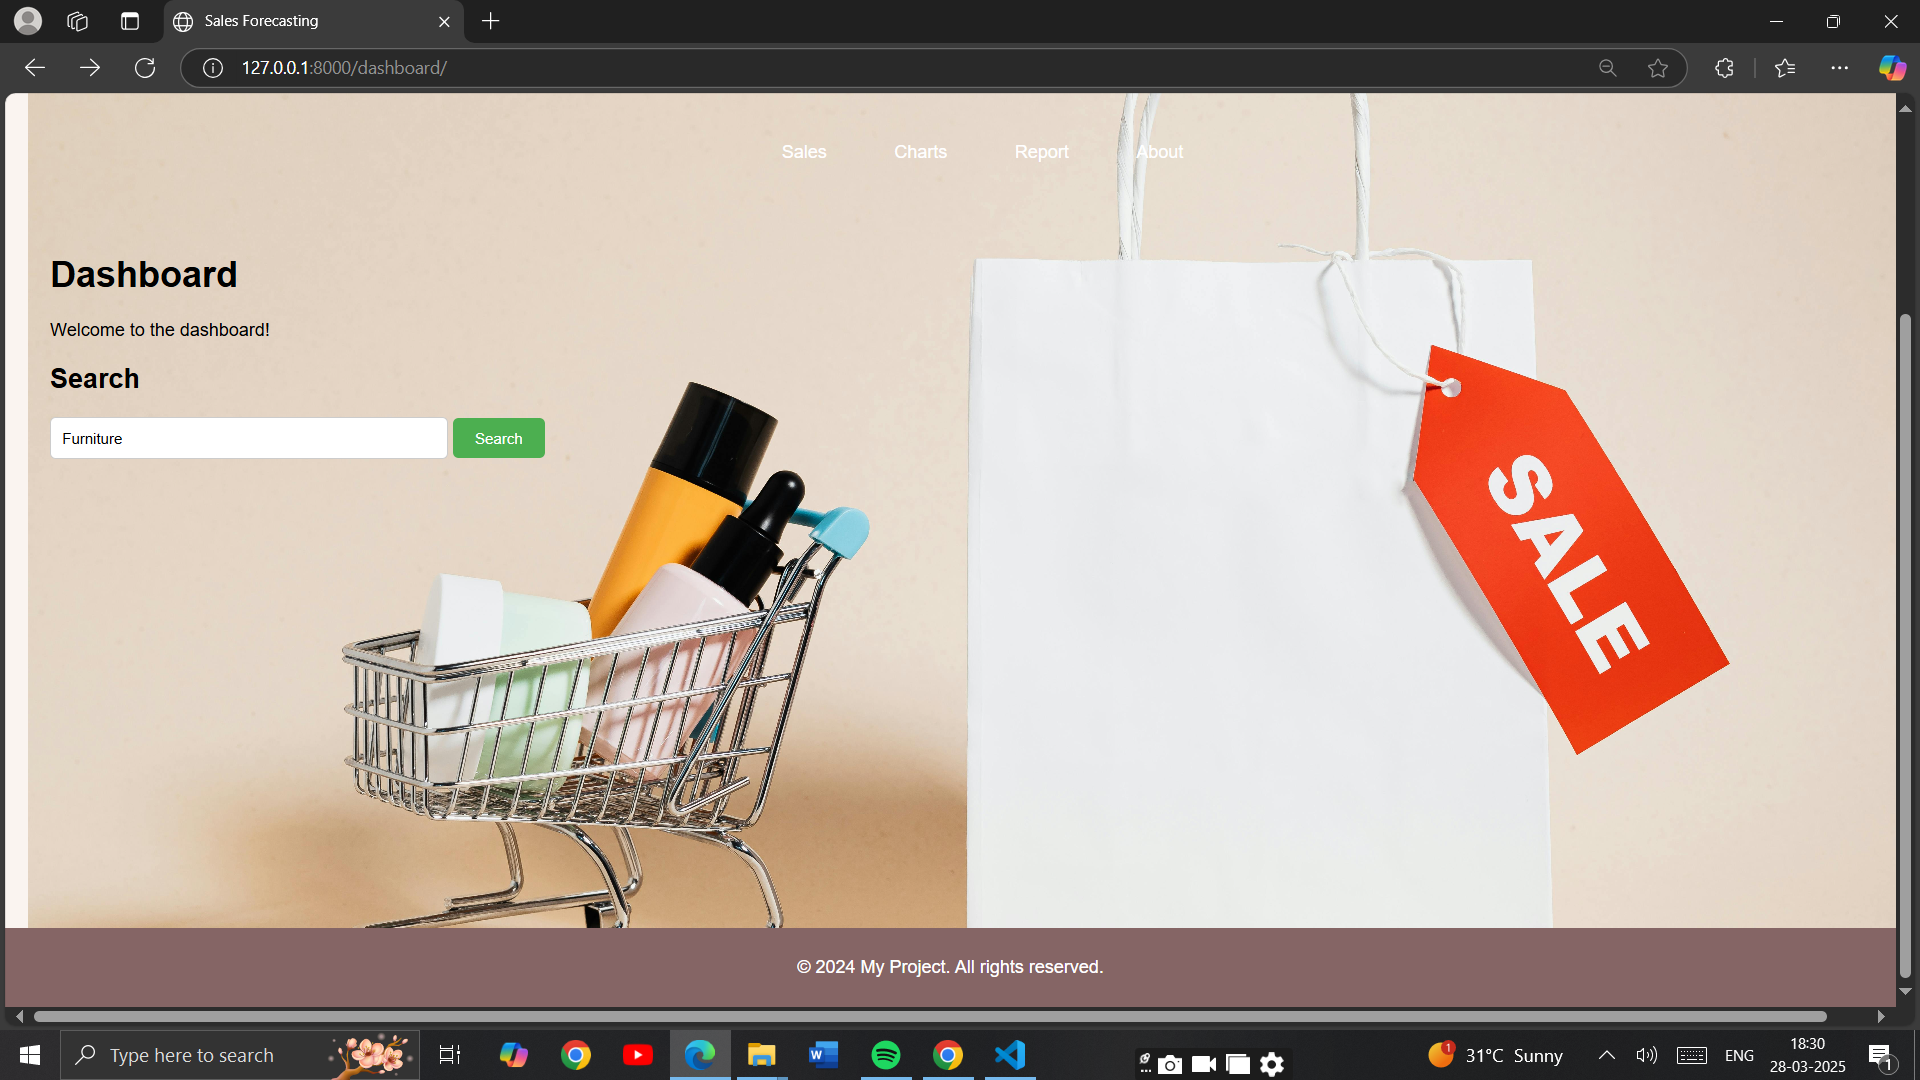 Sales Forecasting
127.0.0.1:8000/dashboard/
Sales Charts Report About
Dashboard
Welcome to the dashboard!
Search
Furniture Search
SALE
© 2024 My Project. All rights reserved.
Type here to search
31°C Sunny
ENG
18:30
28-03-2025
1
1